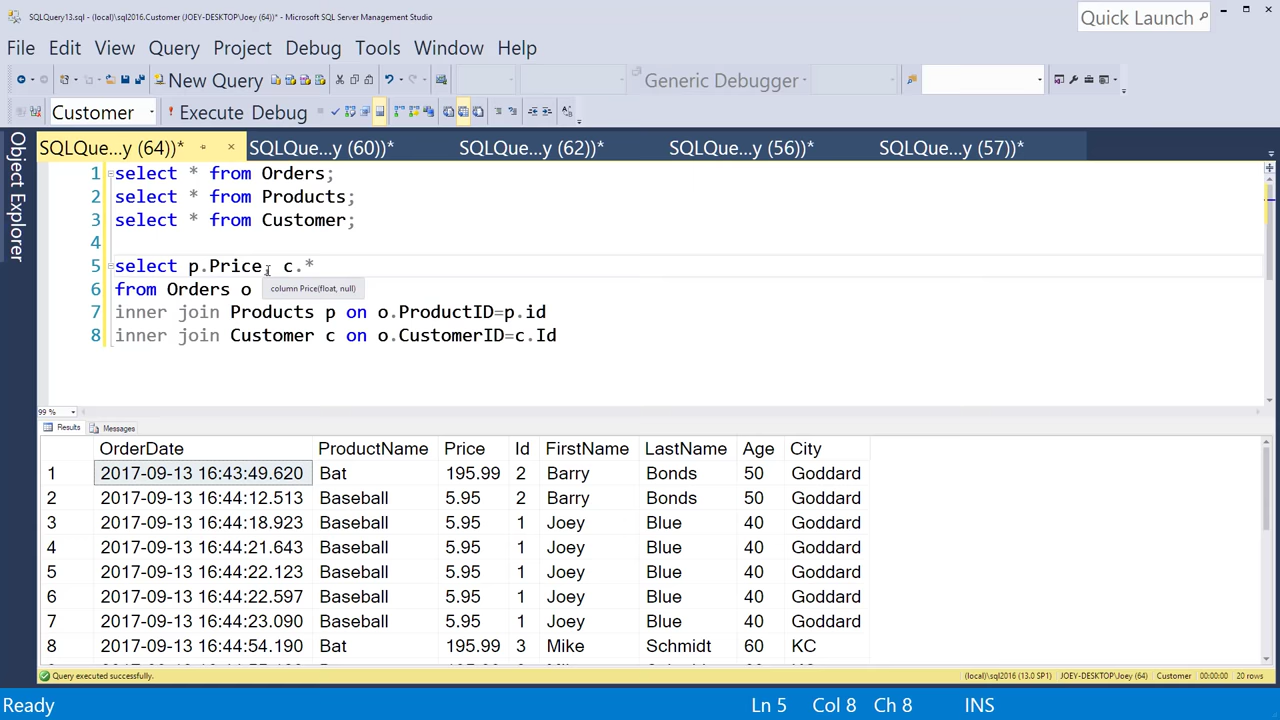 SQLQuery13.sql - (local)\sql2016.Customer (JOEY-DESKTOP\Joey (64))* - Microsoft SQL Server Management Studio
Quick Launch
File Edit View Query Project Debug Tools Window Help
New Query Generic Debugger
Customer Execute Debug
Object Explorer
SQLQue...y (64))* SQLQue...y (60))* SQLQue...y (62))* SQLQue...y (56))* SQLQue...y (57))*
1 select * from Orders;
2 select * from Products;
3 select * from Customer;
4
5 select p.Price, c.*
6 from Orders o
column Price(float, null)
7 inner join Products p on o.ProductID=p.id
8 inner join Customer c on o.CustomerID=c.Id
99 %
Results Messages
OrderDate ProductName Price Id FirstName LastName Age City
1 2017-09-13 16:43:49.620 Bat 195.99 2 Barry Bonds 50 Goddard
2 2017-09-13 16:44:12.513 Baseball 5.95 2 Barry Bonds 50 Goddard
3 2017-09-13 16:44:18.923 Baseball 5.95 1 Joey Blue 40 Goddard
4 2017-09-13 16:44:21.643 Baseball 5.95 1 Joey Blue 40 Goddard
5 2017-09-13 16:44:22.123 Baseball 5.95 1 Joey Blue 40 Goddard
6 2017-09-13 16:44:22.597 Baseball 5.95 1 Joey Blue 40 Goddard
7 2017-09-13 16:44:23.090 Baseball 5.95 1 Joey Blue 40 Goddard
8 2017-09-13 16:44:54.190 Bat 195.99 3 Mike Schmidt 60 KC
Query executed successfully. (local)\sql2016 (13.0 SP1) JOEY-DESKTOP\Joey (64) Customer 00:00:00 20 rows
Ready Ln 5 Col 8 Ch 8 INS